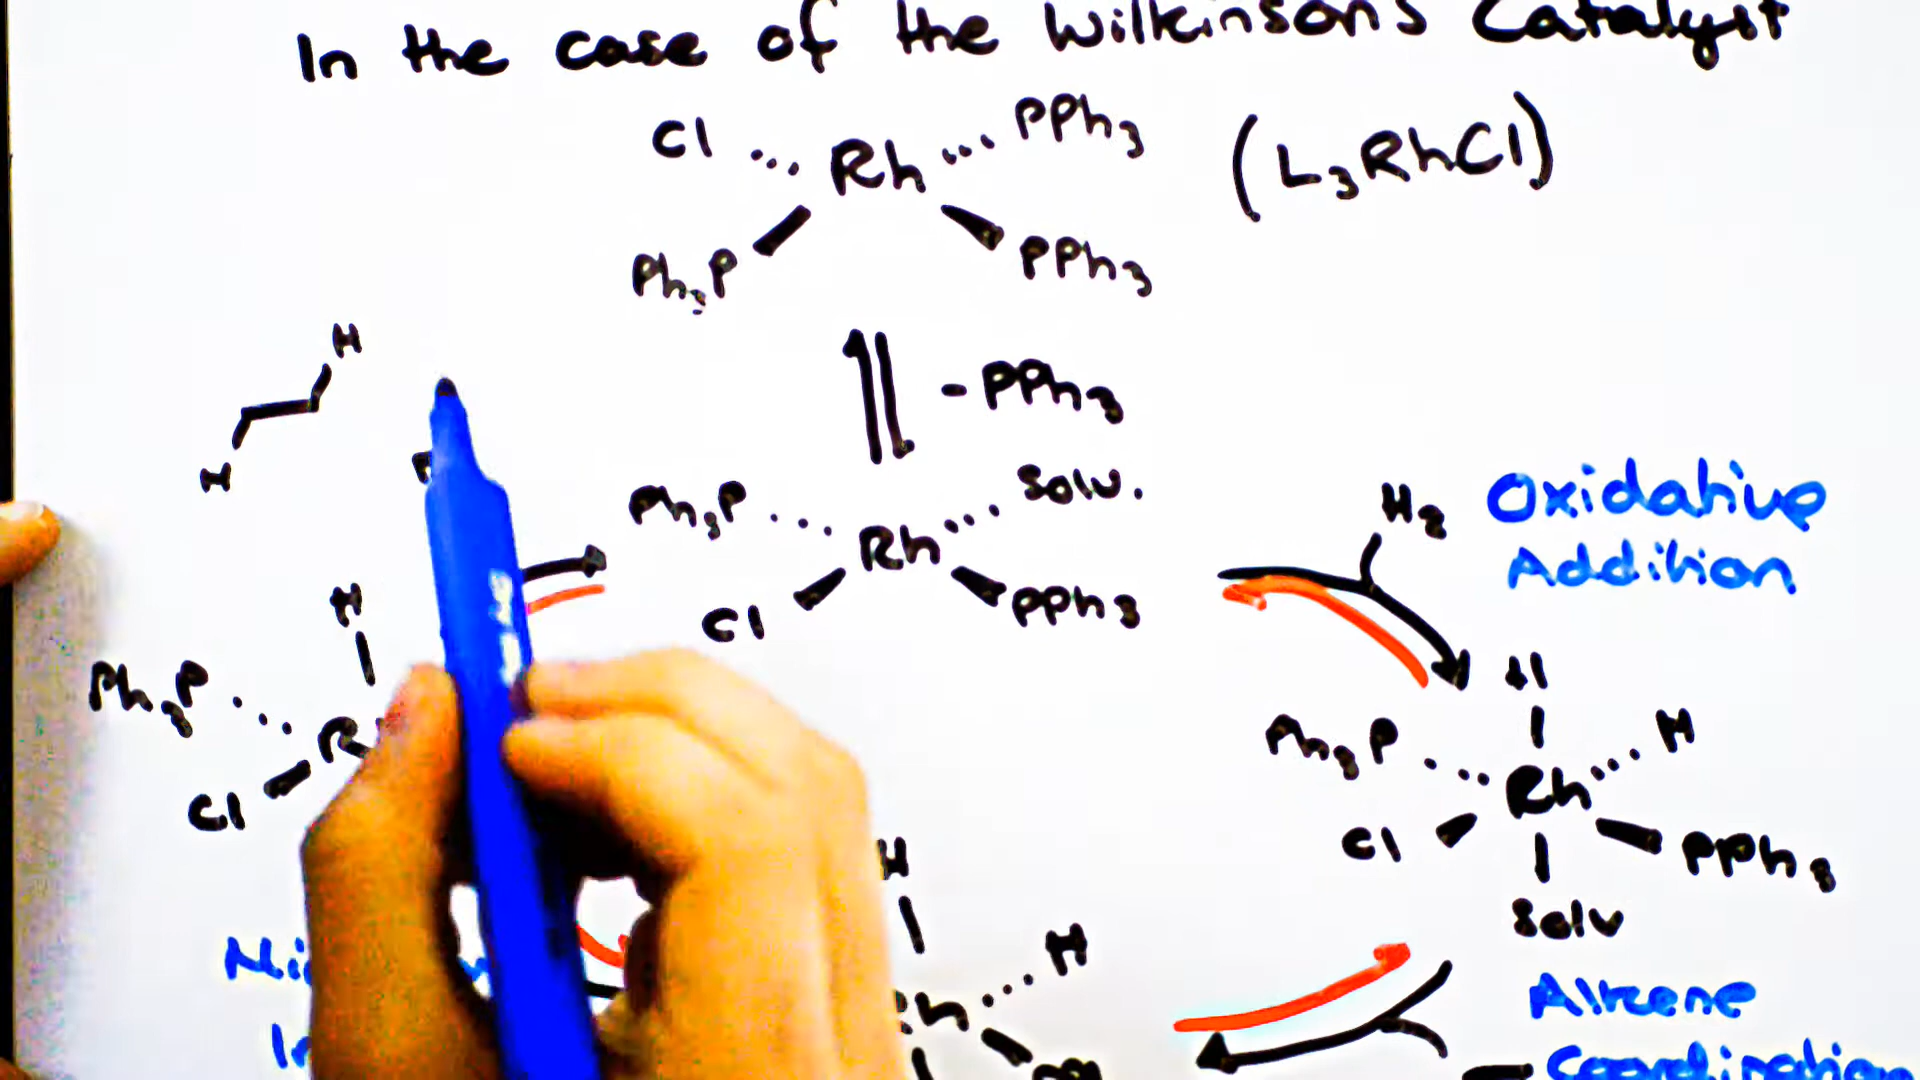 In the case of the Wilkinson's Catalyst
Cl Rh PPh3 (L3RhCl)
Ph3P PPh3
H
- PPh3
H
Ph3P Solv.
Rh
Cl PPh3
H2 Oxidative
Addition
H
Ph3P
Cl
H
Ph3P H
Rh
Cl PPh3
Solv
H
H
Alkene
Coordination